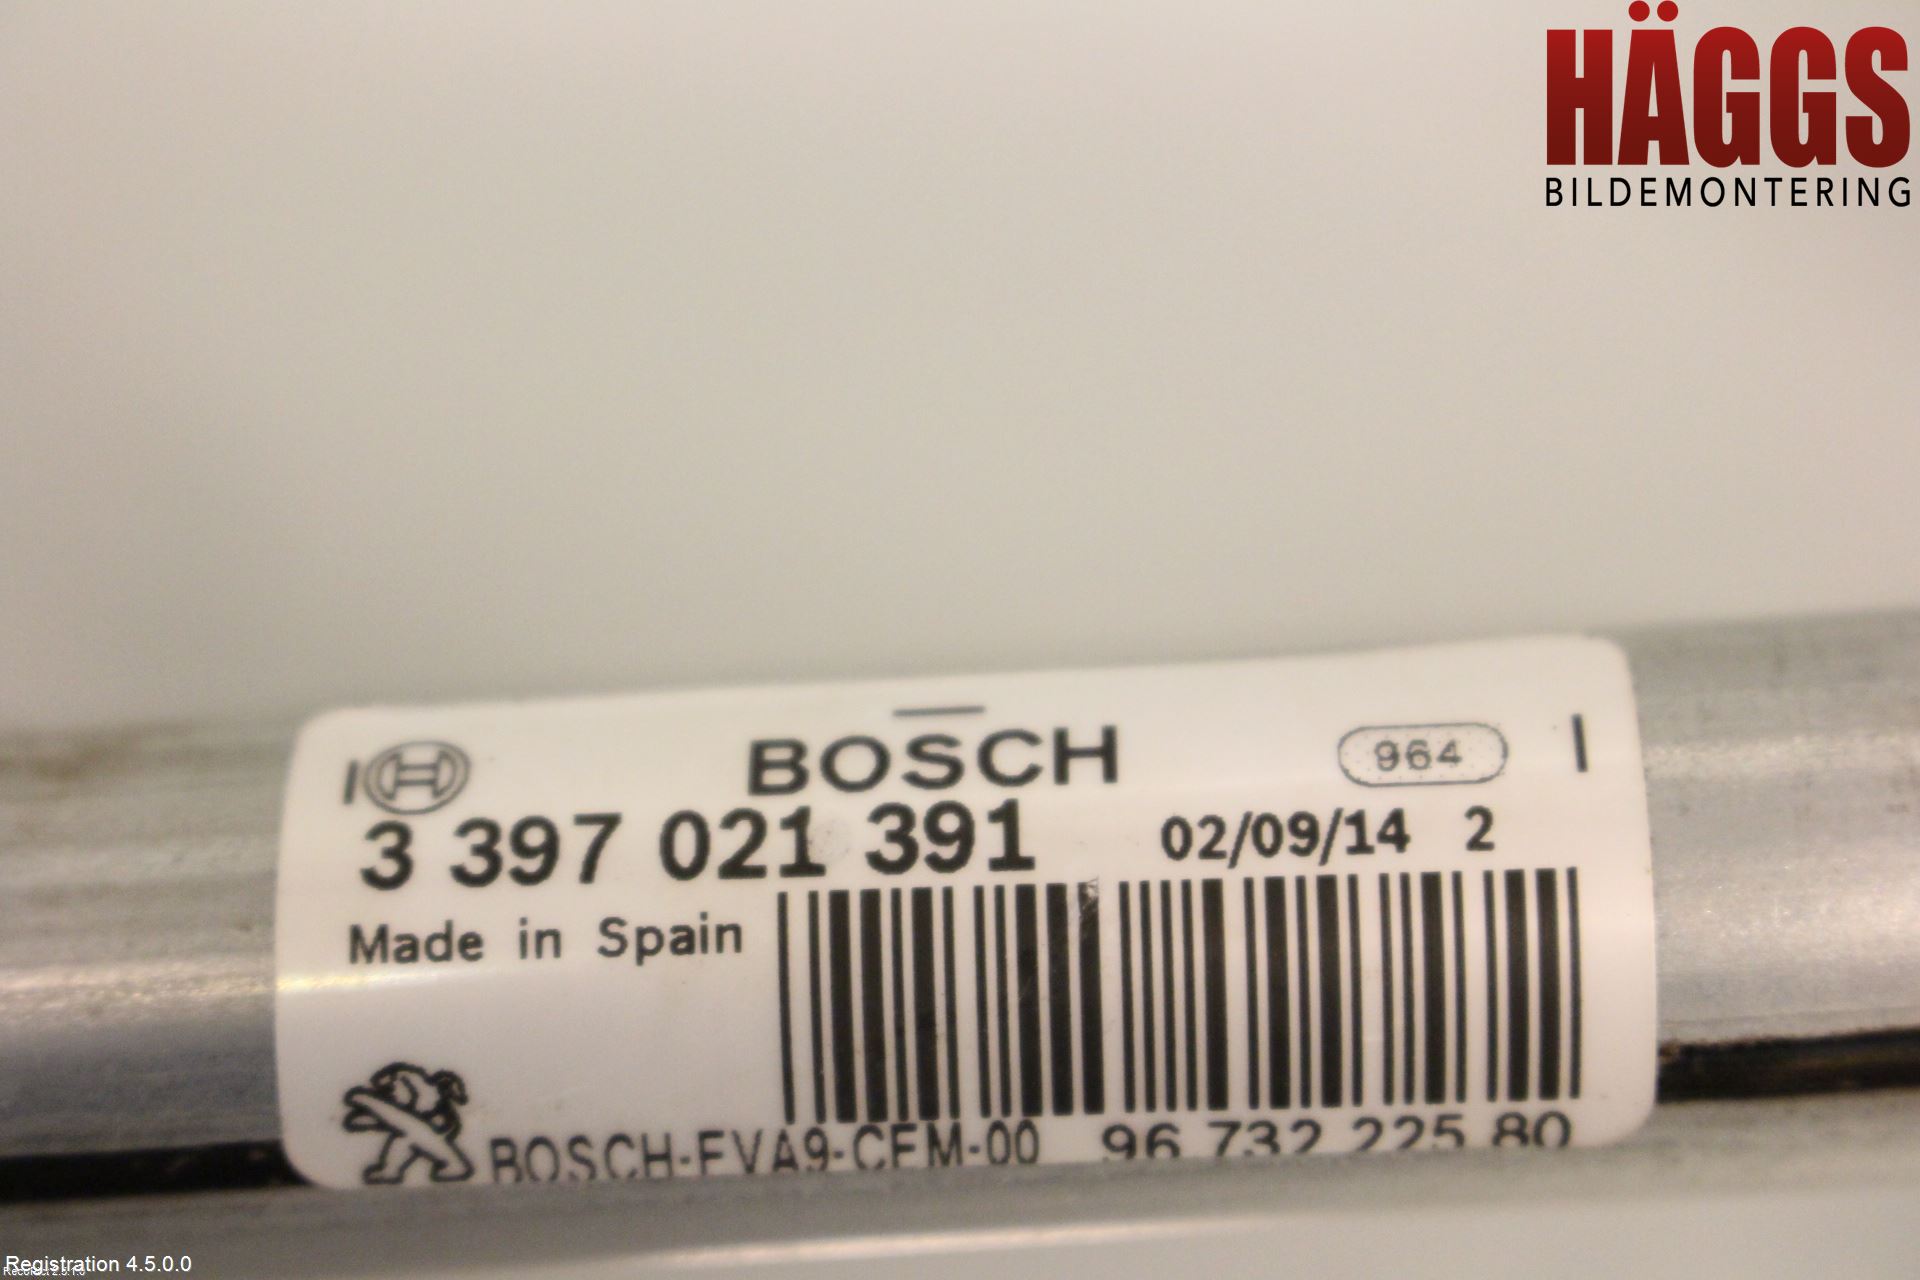 HÄGGS
BILDEMONTERING
BOSCH 964
3 397 021 391 02/09/14 2
Made in Spain
BOSCH-EVA9-CEM-00 96 732 225 80
Registration 4.5.0.0